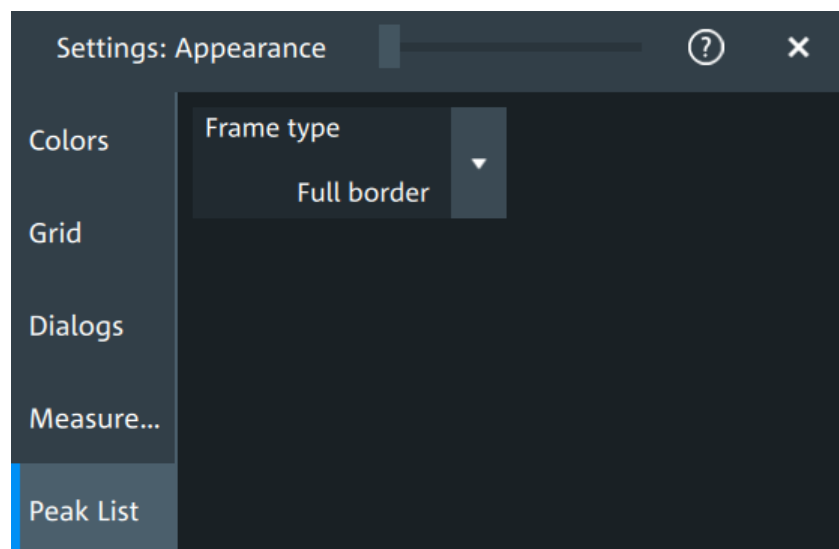 Settings: Appearance ?
Colors
Frame type
Full border
Grid
Dialogs
Measure...
Peak List